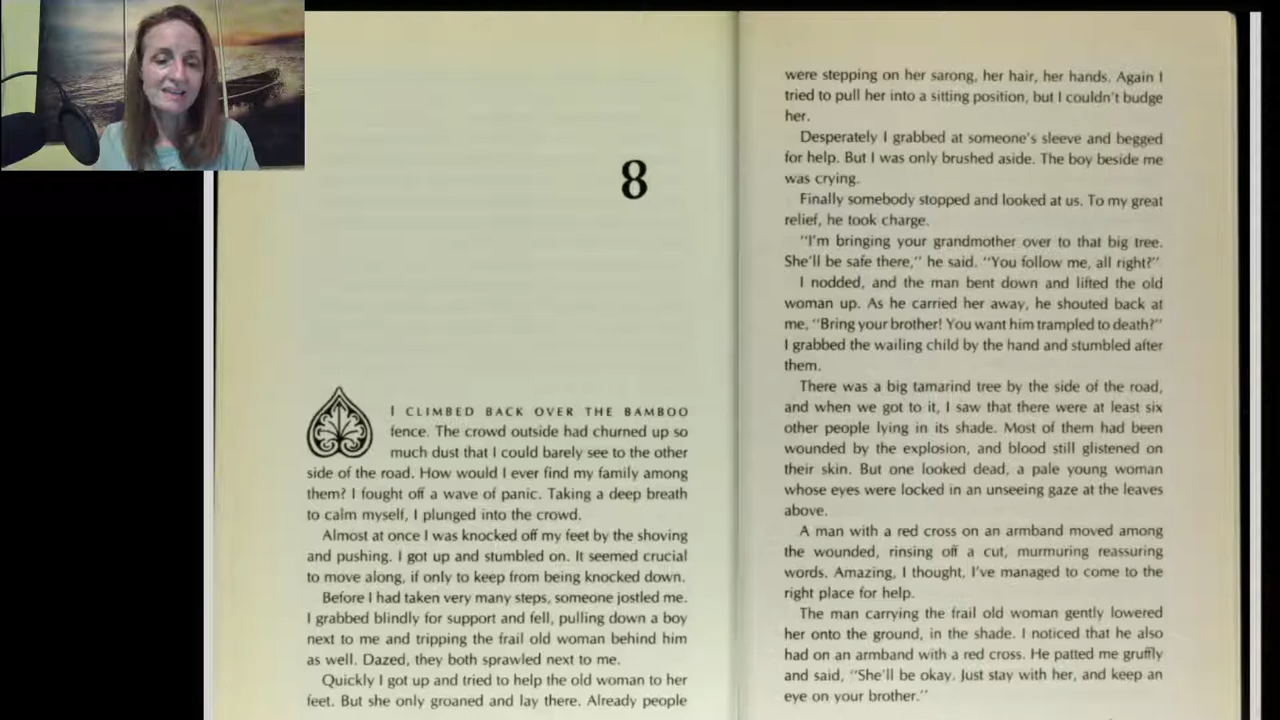 8
I CLIMBED BACK OVER THE BAMBOO
fence. The crowd outside had churned up so
much dust that I could barely see to the other
side of the road. How would I ever find my family among
them? I fought off a wave of panic. Taking a deep breath
to calm myself, I plunged into the crowd.
Almost at once I was knocked off my feet by the shoving
and pushing. I got up and stumbled on. It seemed crucial
to move along, if only to keep from being knocked down.
Before I had taken very many steps, someone jostled me.
I grabbed blindly for support and fell, pulling down a boy
next to me and tripping the frail old woman behind him
as well. Dazed, they both sprawled next to me.
Quickly I got up and tried to help the old woman to her
feet. But she only groaned and lay there. Already people
were stepping on her sarong, her hair, her hands. Again I
tried to pull her into a sitting position, but I couldn't budge
her.
Desperately I grabbed at someone's sleeve and begged
for help. But I was only brushed aside. The boy beside me
was crying.
Finally somebody stopped and looked at us. To my great
relief, he took charge.
"I'm bringing your grandmother over to that big tree.
She'll be safe there," he said. "You follow me, all right?"
I nodded, and the man bent down and lifted the old
woman up. As he carried her away, he shouted back at
me, "Bring your brother! You want him trampled to death?"
I grabbed the wailing child by the hand and stumbled after
them.
There was a big tamarind tree by the side of the road,
and when we got to it, I saw that there were at least six
other people lying in its shade. Most of them had been
wounded by the explosion, and blood still glistened on
their skin. But one looked dead, a pale young woman
whose eyes were locked in an unseeing gaze at the leaves
above.
A man with a red cross on an armband moved among
the wounded, rinsing off a cut, murmuring reassuring
words. Amazing, I thought, I've managed to come to the
right place for help.
The man carrying the frail old woman gently lowered
her onto the ground, in the shade. I noticed that he also
had on an armband with a red cross. He patted me gruffly
and said, "She'll be okay. Just stay with her, and keep an
eye on your brother."